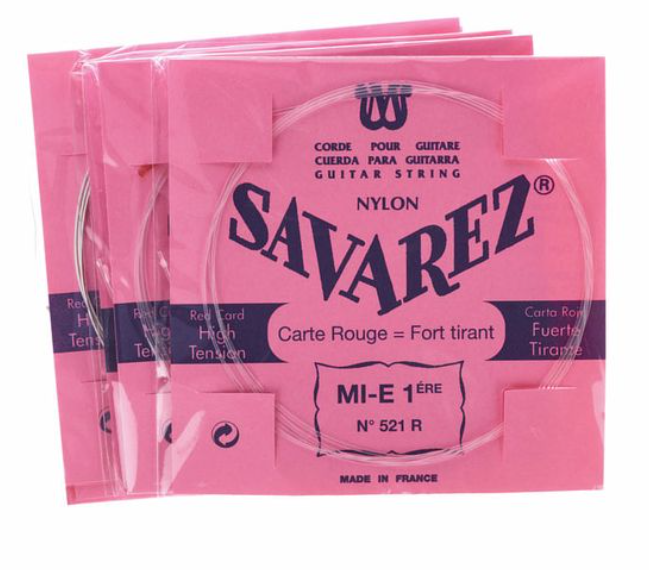 CORDE POUR GUITARE
CUERDA PARA GUITARRA
GUITAR STRING
NYLON
SAVAREZ®
Red Card
High
Tension
Carte Rouge = Fort tirant
Carta Roja
Fuerte
Tirante
MI-E 1ÈRE
N° 521 R
MADE IN FRANCE